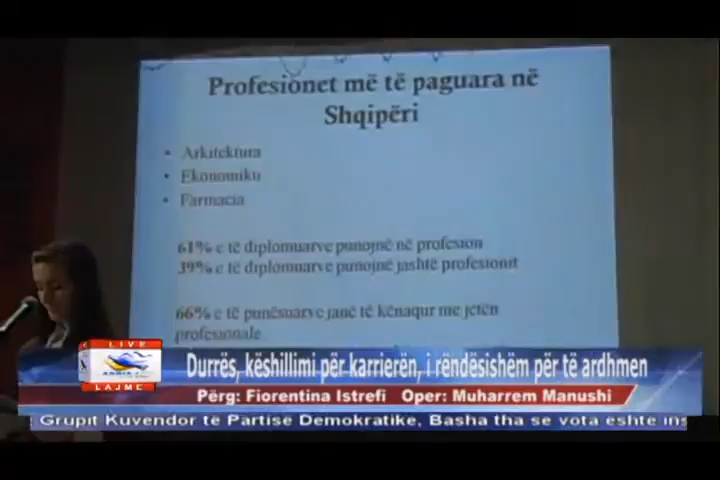 Profesionet më të paguara në
Shqipëri
• Arkitektura
• Ekonomiku
• Farmacia
61% e të diplomuarve punojnë në profesion
39% e të diplomuarve punojnë jashtë profesionit
66% e të punësuarve janë të kënaqur me jetën
profesionale
LIVE
LAJME
Durrës, këshillimi për karrierën, i rëndësishëm për të ardhmen
Përg: Fiorentina Istrefi Oper: Muharrem Manushi
Grupit Kuvendor të Partisë Demokratike, Basha tha se vota është ins